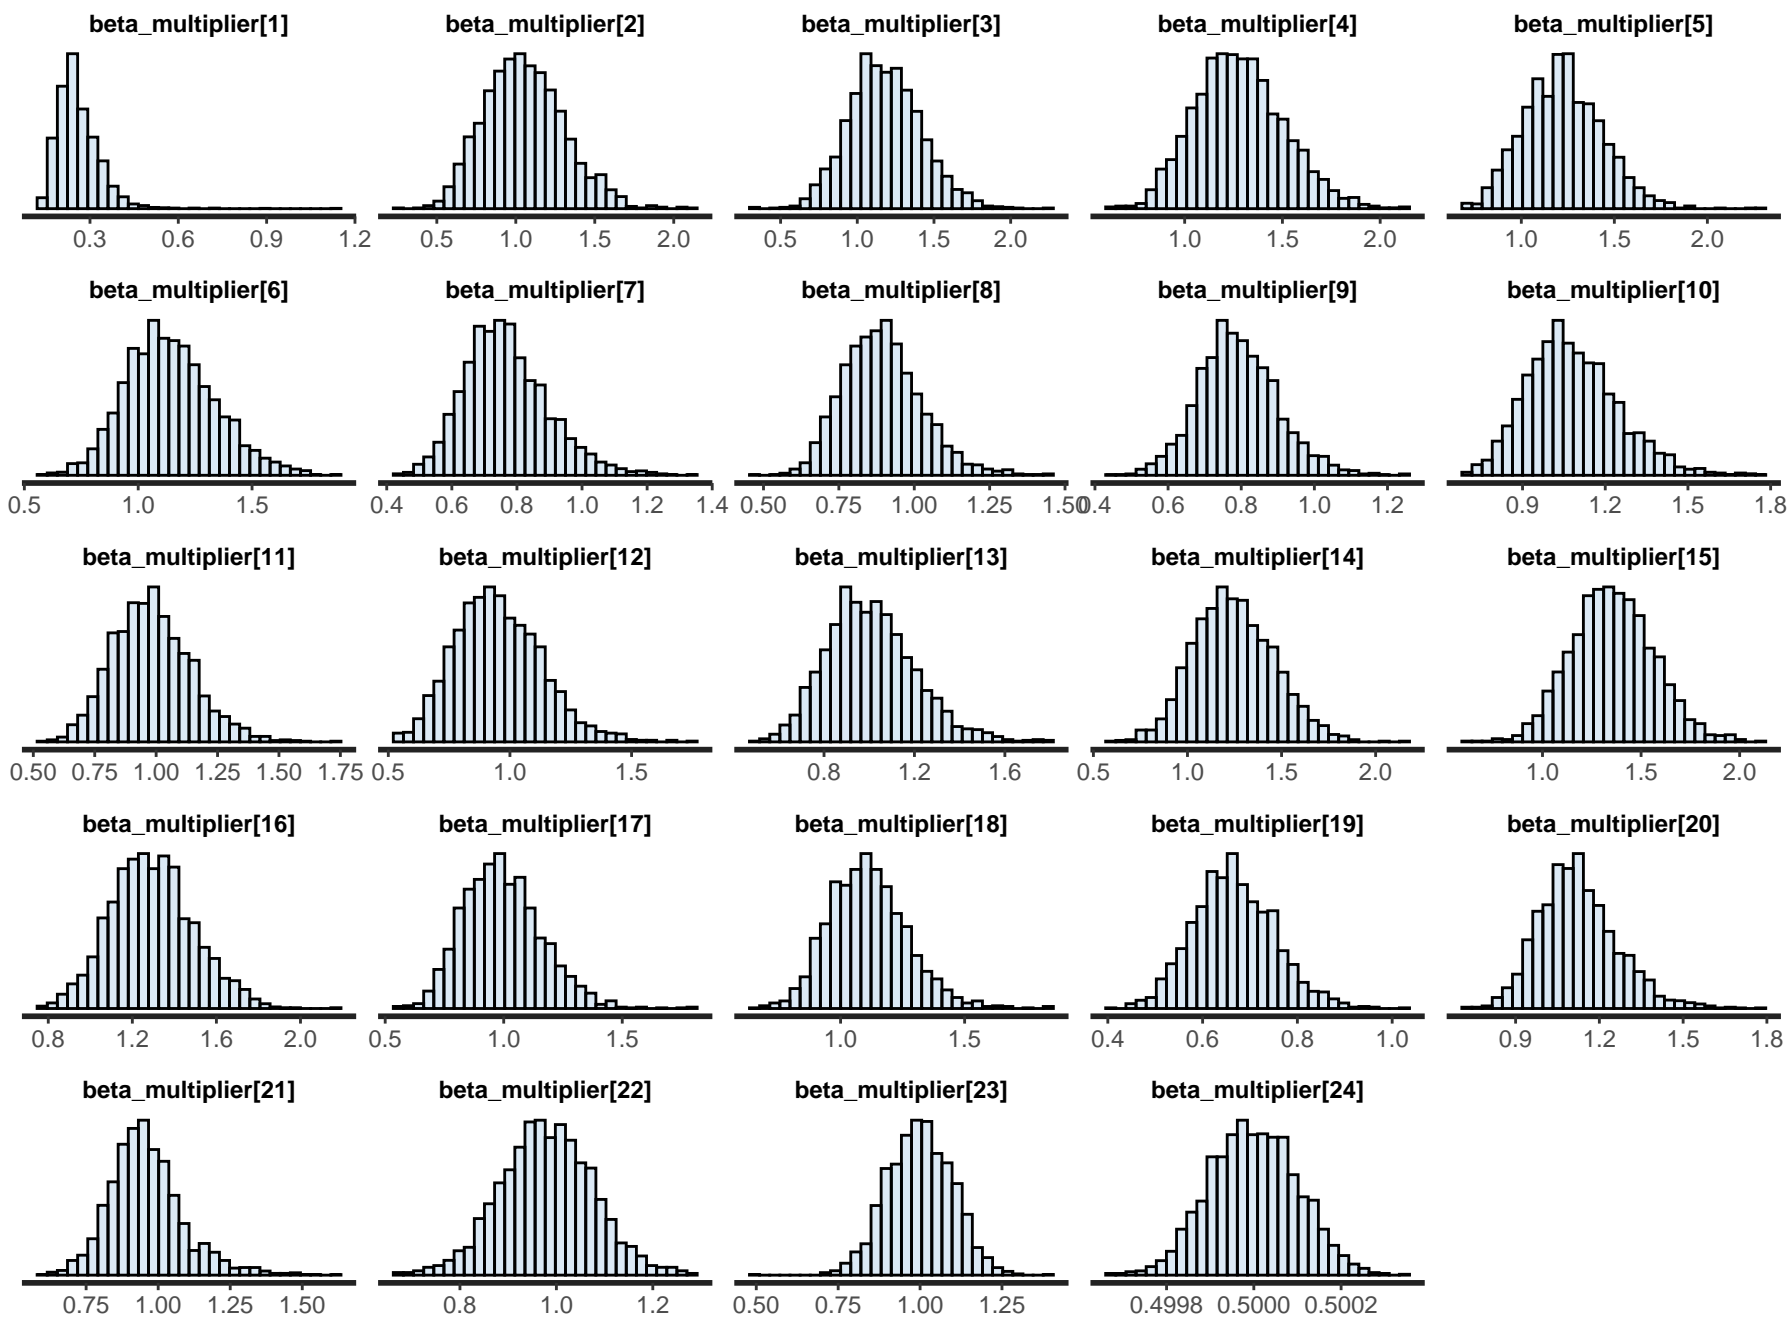 beta_multiplier[1] beta_multiplier[2] beta_multiplier[3] beta_multiplier[4] beta_multiplier[5]
0.3 0.6 0.9 1.2 0.5 1.0 1.5 2.0 0.5 1.0 1.5 2.0 1.0 1.5 2.0 1.0 1.5 2.0
beta_multiplier[6] beta_multiplier[7] beta_multiplier[8] beta_multiplier[9] beta_multiplier[10]
0.5 1.0 1.5 0.4 0.6 0.8 1.0 1.2 1.4 0.50 0.75 1.00 1.25 1.50 0.4 0.6 0.8 1.0 1.2 0.9 1.2 1.5 1.8
beta_multiplier[11] beta_multiplier[12] beta_multiplier[13] beta_multiplier[14] beta_multiplier[15]
0.50 0.75 1.00 1.25 1.50 1.75 0.5 1.0 1.5 0.8 1.2 1.6 0.5 1.0 1.5 2.0 1.0 1.5 2.0
beta_multiplier[16] beta_multiplier[17] beta_multiplier[18] beta_multiplier[19] beta_multiplier[20]
0.8 1.2 1.6 2.0 0.5 1.0 1.5 1.0 1.5 0.4 0.6 0.8 1.0 0.9 1.2 1.5 1.8
beta_multiplier[21] beta_multiplier[22] beta_multiplier[23] beta_multiplier[24]
0.75 1.00 1.25 1.50 0.8 1.0 1.2 0.50 0.75 1.00 1.25 0.4998 0.5000 0.5002